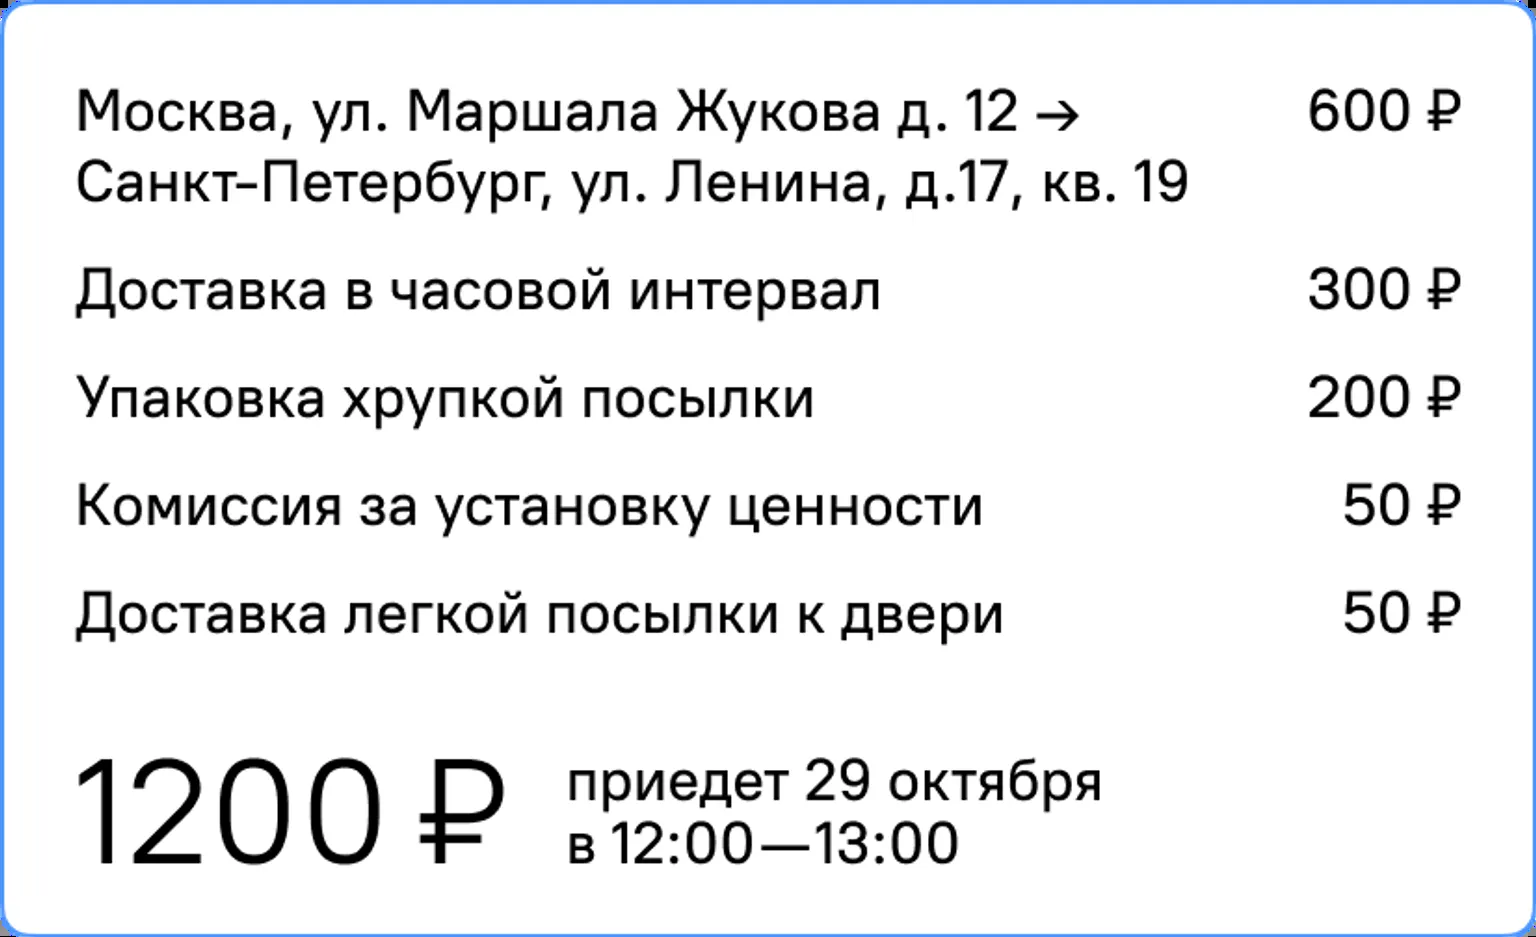 Москва, ул. Маршала Жукова д. 12 → 600 ₽
Санкт-Петербург, ул. Ленина, д.17, кв. 19
Доставка в часовой интервал 300 ₽
Упаковка хрупкой посылки 200 ₽
Комиссия за установку ценности 50 ₽
Доставка легкой посылки к двери 50 ₽
1200 ₽ приедет 29 октября
в 12:00—13:00